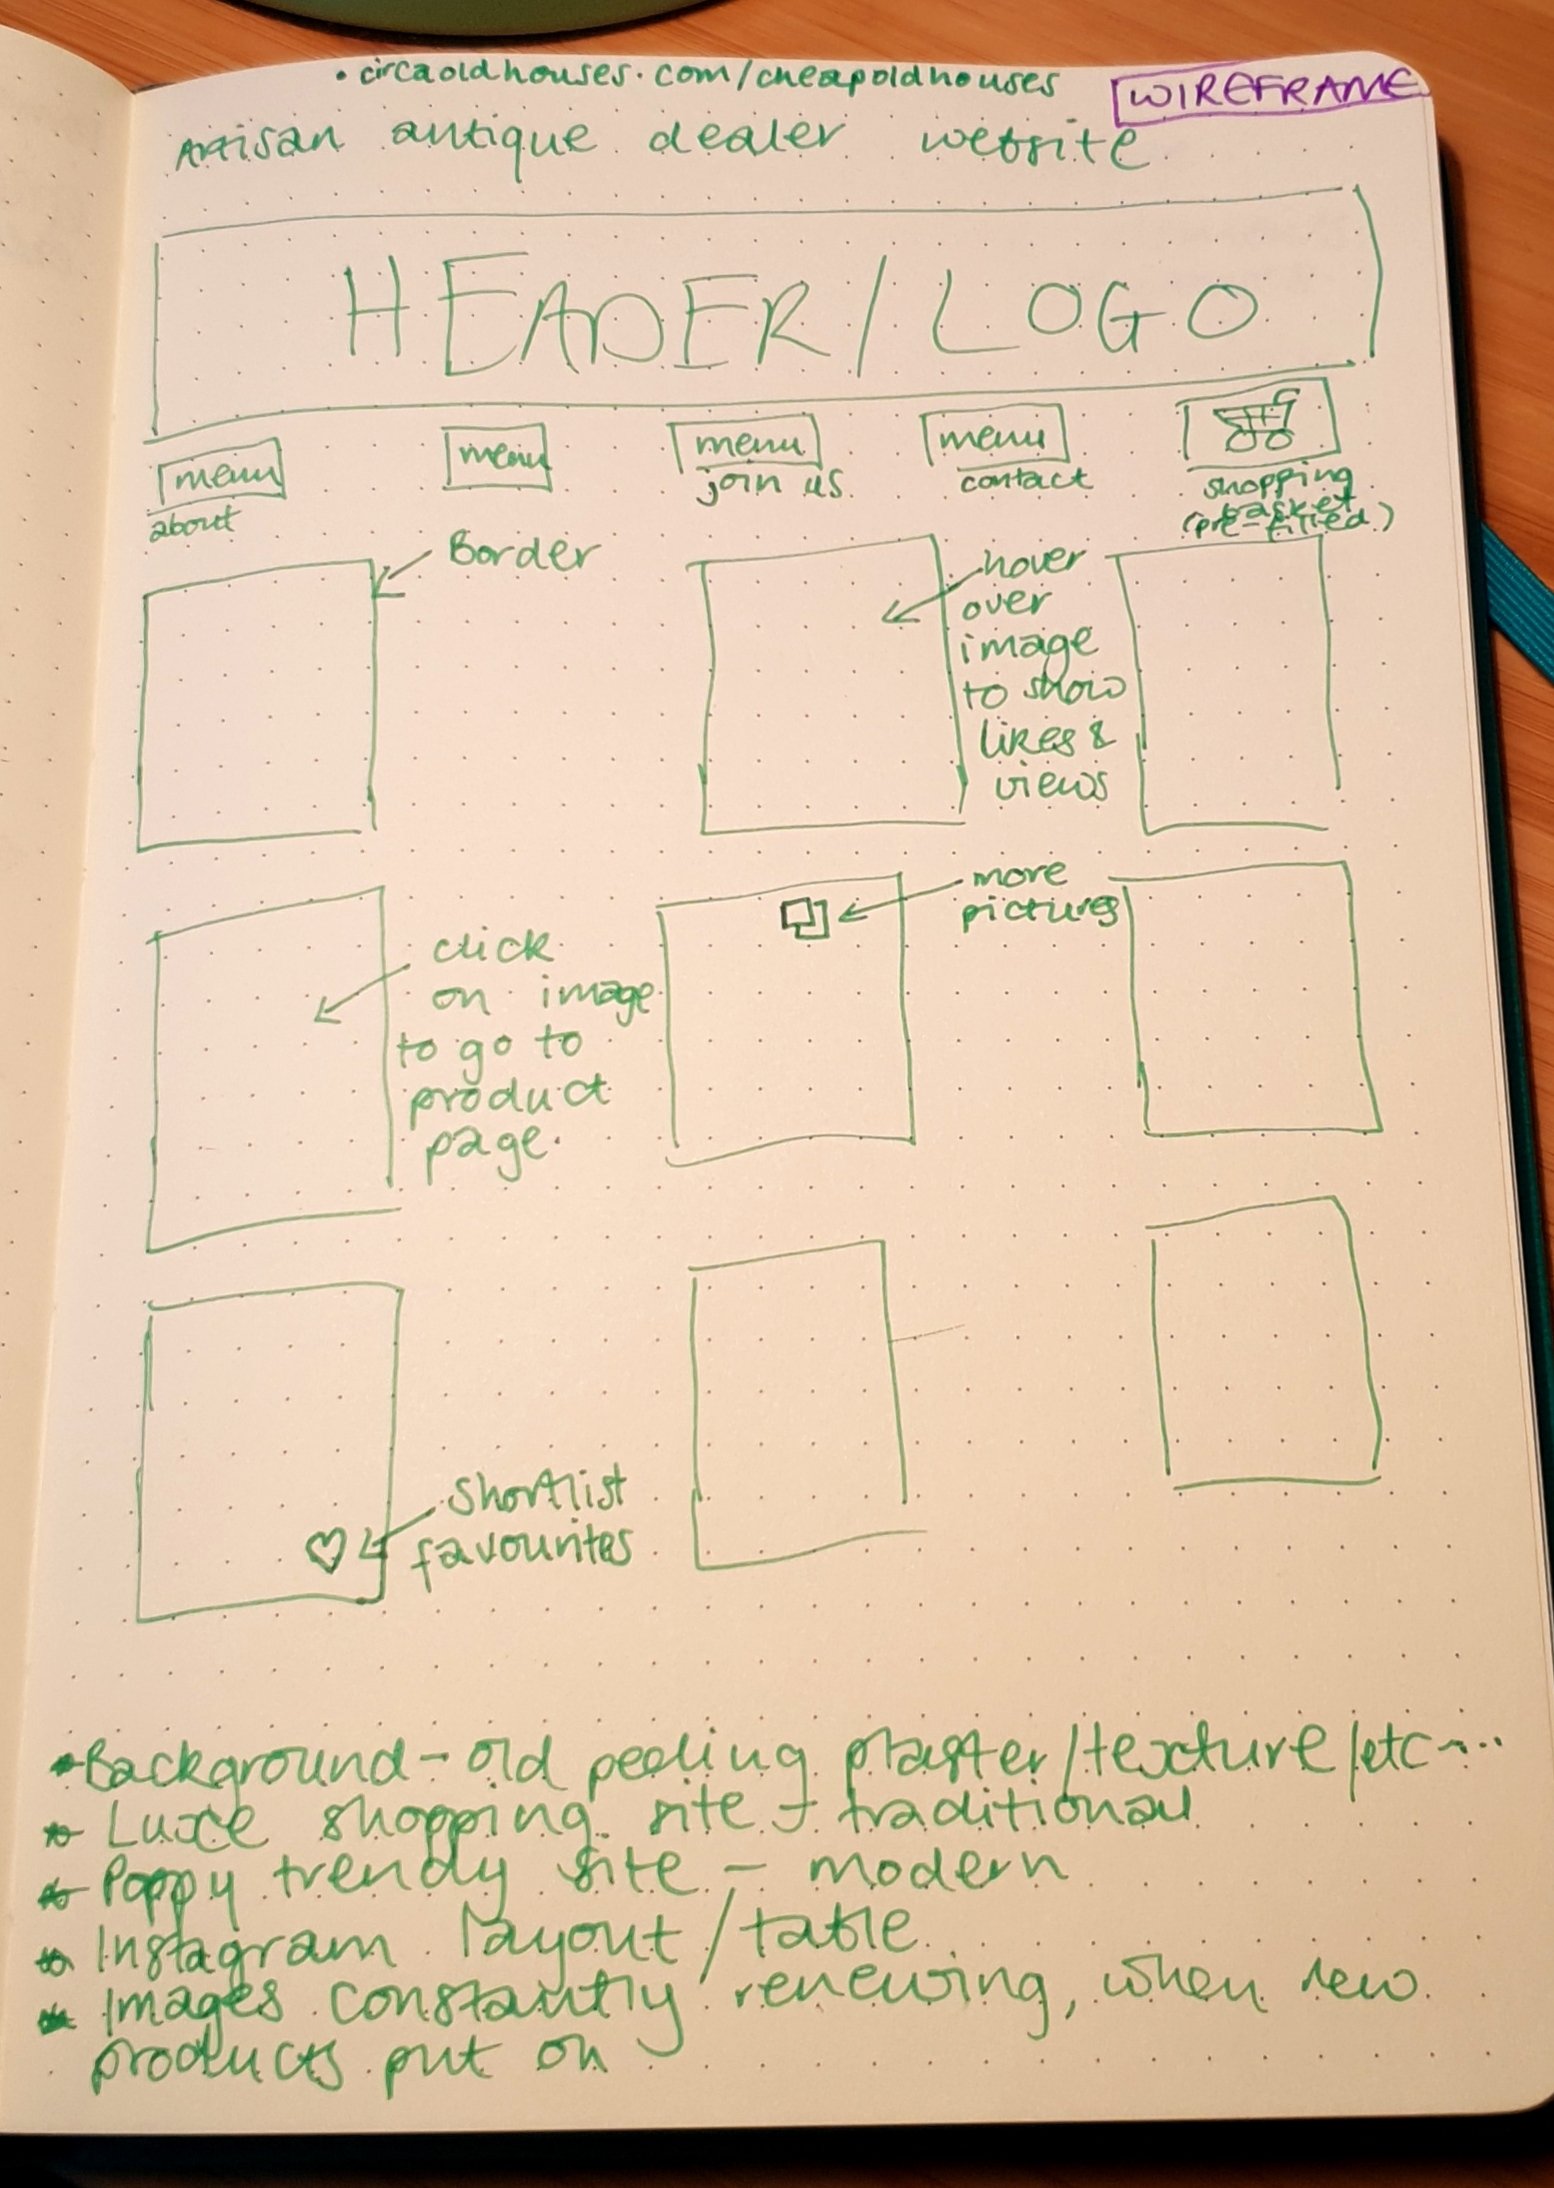 • circaoldhouses.com/cheapoldhouses
WIREFRAME
Artisan antique dealer website
HEADER/LOGO
menu
about
menu
menu
join us
menu
contact
shopping
basket
(pre-filled)
Border
hover
over
image
to show
likes &
views
click
on image
to go to
product
page.
more
pictures
shortlist
favourites
Background - old peeling plaster/texture/etc...
Luxe shopping site - traditional
Poppy trendy site - modern
Instagram layout/table
Images constantly renewing, when new
products put on